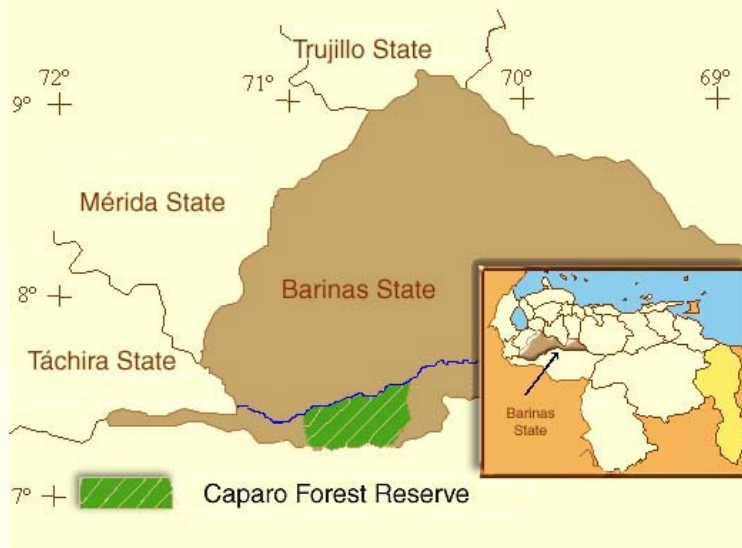 Trujillo State
72°
71°
70°
69°
9°
Mérida State
8°
Barinas State
Táchira State
Barinas
State
7°
Caparo Forest Reserve